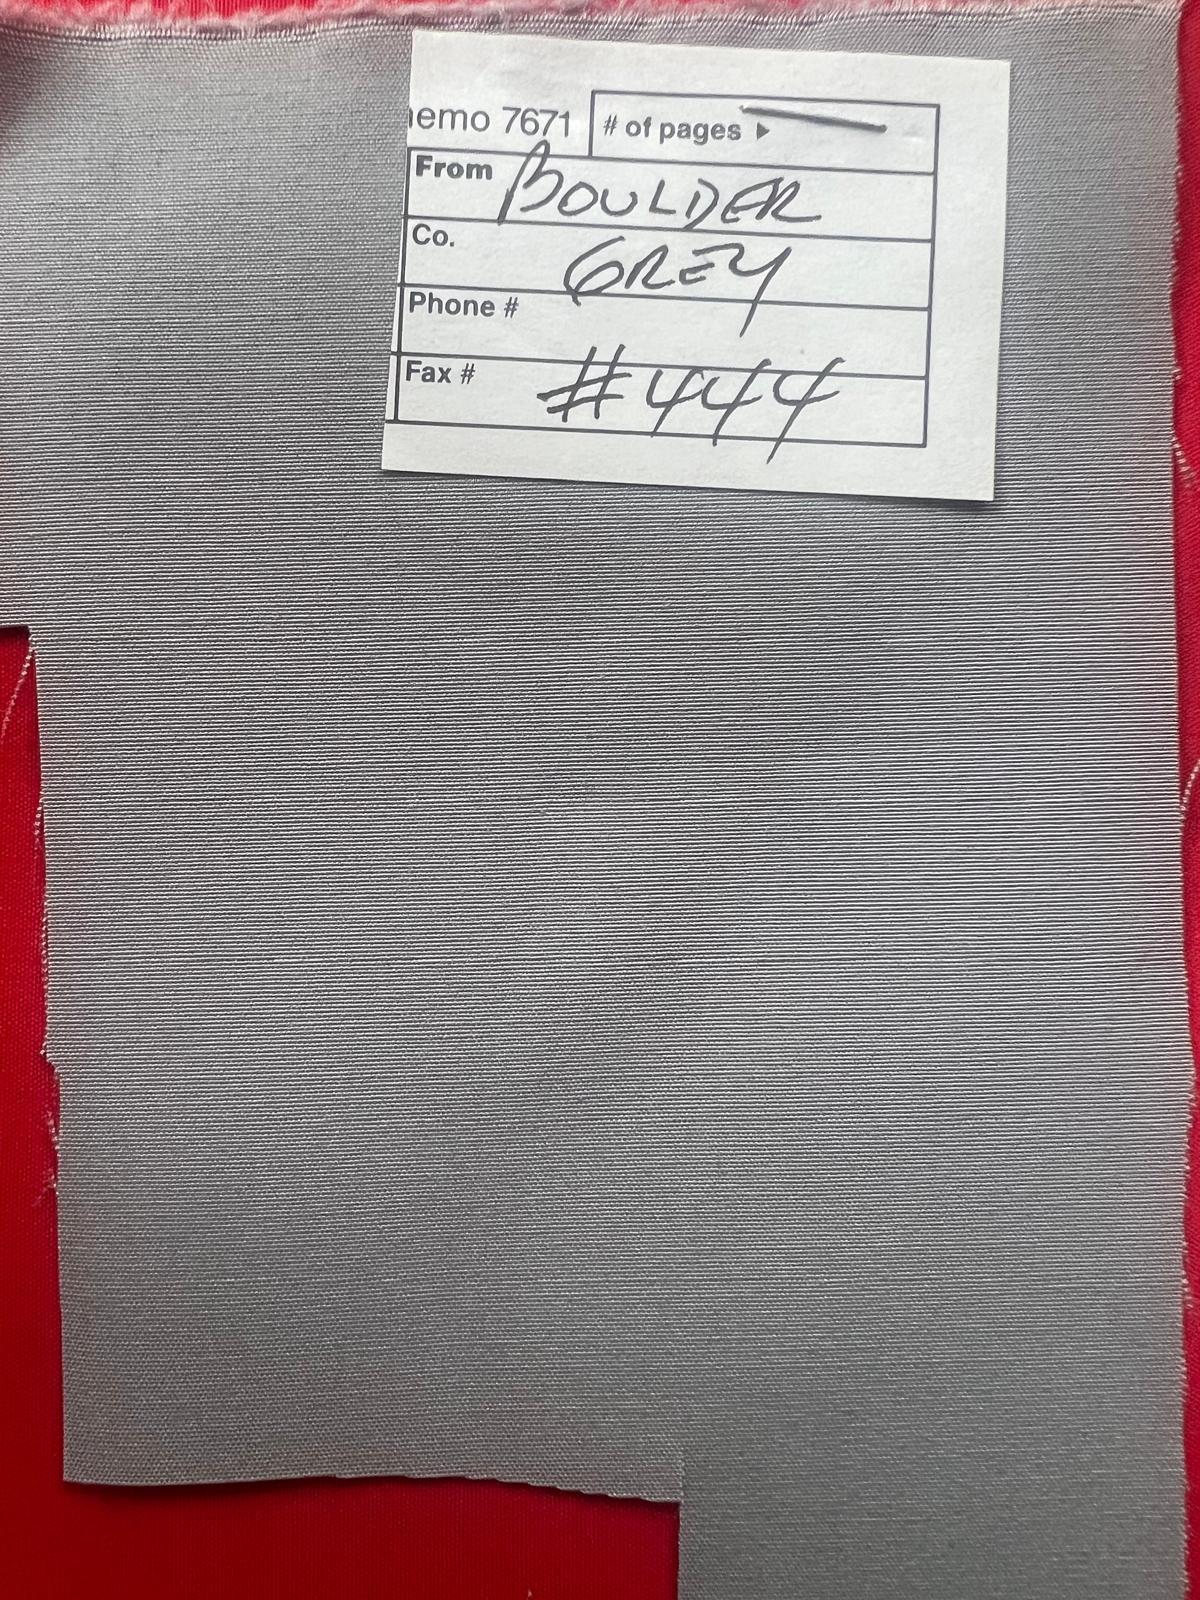 emo 7671 # of pages ▶
From BOULDER
Co. GREY
Phone #
Fax # #444